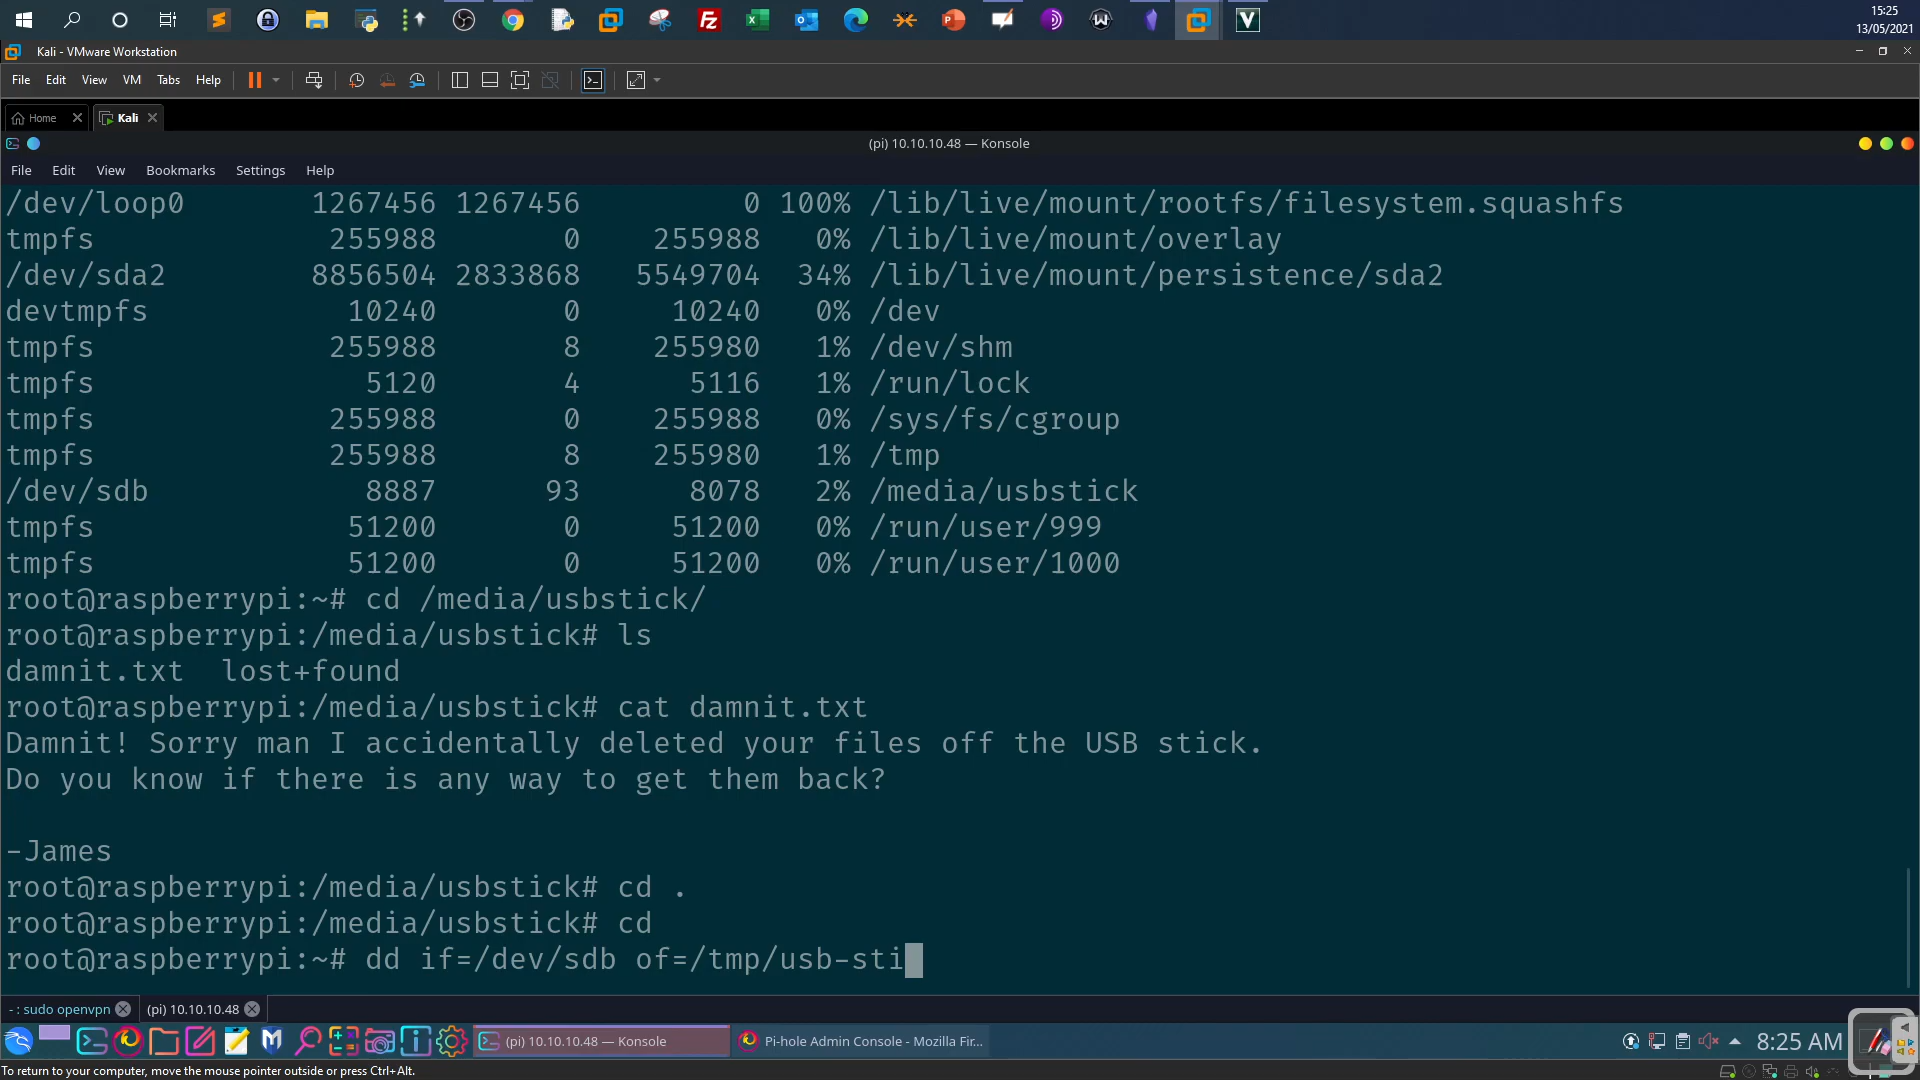 15:25
13/05/2021
Kali - VMware Workstation
File Edit View VM Tabs Help
Home Kali
(pi) 10.10.10.48 — Konsole
File Edit View Bookmarks Settings Help
/dev/loop0 1267456 1267456 0 100% /lib/live/mount/rootfs/filesystem.squashfs
tmpfs 255988 0 255988 0% /lib/live/mount/overlay
/dev/sda2 8856504 2833868 5549704 34% /lib/live/mount/persistence/sda2
devtmpfs 10240 0 10240 0% /dev
tmpfs 255988 8 255980 1% /dev/shm
tmpfs 5120 4 5116 1% /run/lock
tmpfs 255988 0 255988 0% /sys/fs/cgroup
tmpfs 255988 8 255980 1% /tmp
/dev/sdb 8887 93 8078 2% /media/usbstick
tmpfs 51200 0 51200 0% /run/user/999
tmpfs 51200 0 51200 0% /run/user/1000
root@raspberrypi:~# cd /media/usbstick/
root@raspberrypi:/media/usbstick# ls
damnit.txt lost+found
root@raspberrypi:/media/usbstick# cat damnit.txt
Damnit! Sorry man I accidentally deleted your files off the USB stick.
Do you know if there is any way to get them back?
-James
root@raspberrypi:/media/usbstick# cd .
root@raspberrypi:/media/usbstick# cd
root@raspberrypi:~# dd if=/dev/sdb of=/tmp/usb-sti
- : sudo openvpn (pi) 10.10.10.48
(pi) 10.10.10.48 — Konsole Pi-hole Admin Console - Mozilla Fir... 8:25 AM
To return to your computer, move the mouse pointer outside or press Ctrl+Alt.